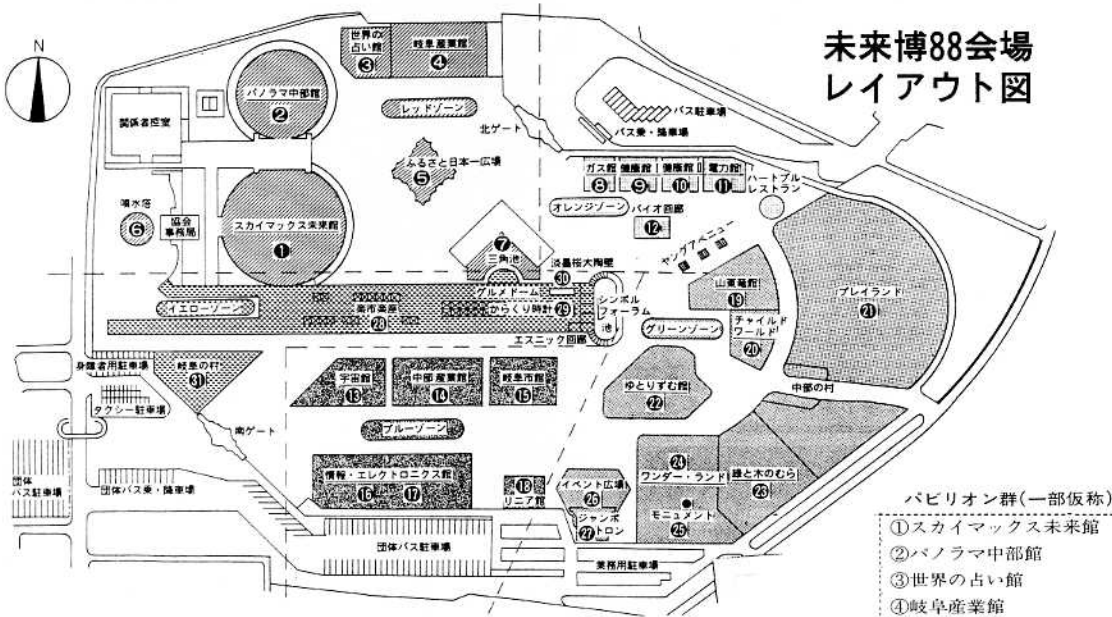 未来博88会場
レイアウト図
N
世界の
占い館
③
岐阜産業館
④
パノラマ中部館
②
関係者控室
レッドゾーン
北ゲート
バス駐車場
バス乗・降車場
ふるさと日本一広場
⑤
ガス館
⑧
健康館
⑨
健康館
⑩
電力館
⑪
ハートフル
レストラン
オレンジゾーン
バイオ回廊
⑫
噴水塔
⑥
協会
事務局
スカイマックス未来館
①
⑦
三角池
淡墨桜大陶壁
㉚
ヤングアベニュー
山東竜館
⑲
プレイランド
㉑
グルメドーム
からくり時計
㉙
シンボル
フォーラム
池
イエローゾーン
楽市楽座
㉘
エスニック回廊
グリーンゾーン
チャイルド
ワールド
⑳
身障者用駐車場
岐阜の村
㉛
タクシー駐車場
宇宙館
⑬
中部産業館
⑭
岐阜市館
⑮
ゆとりずむ館
㉒
中部の村
南ゲート
ブルーゾーン
団体
バス駐車場
団体バス乗・降車場
情報・エレクトロニクス館
⑯
⑰
⑱
リニア館
イベント広場
㉖
ジャンボ
㉗
トロン
㉔
ワンダー・ランド
モニュメント
㉕
緑と木のむら
㉓
団体バス駐車場
業務用駐車場
パビリオン群(一部仮称)
①スカイマックス未来館
②パノラマ中部館
③世界の占い館
④岐阜産業館